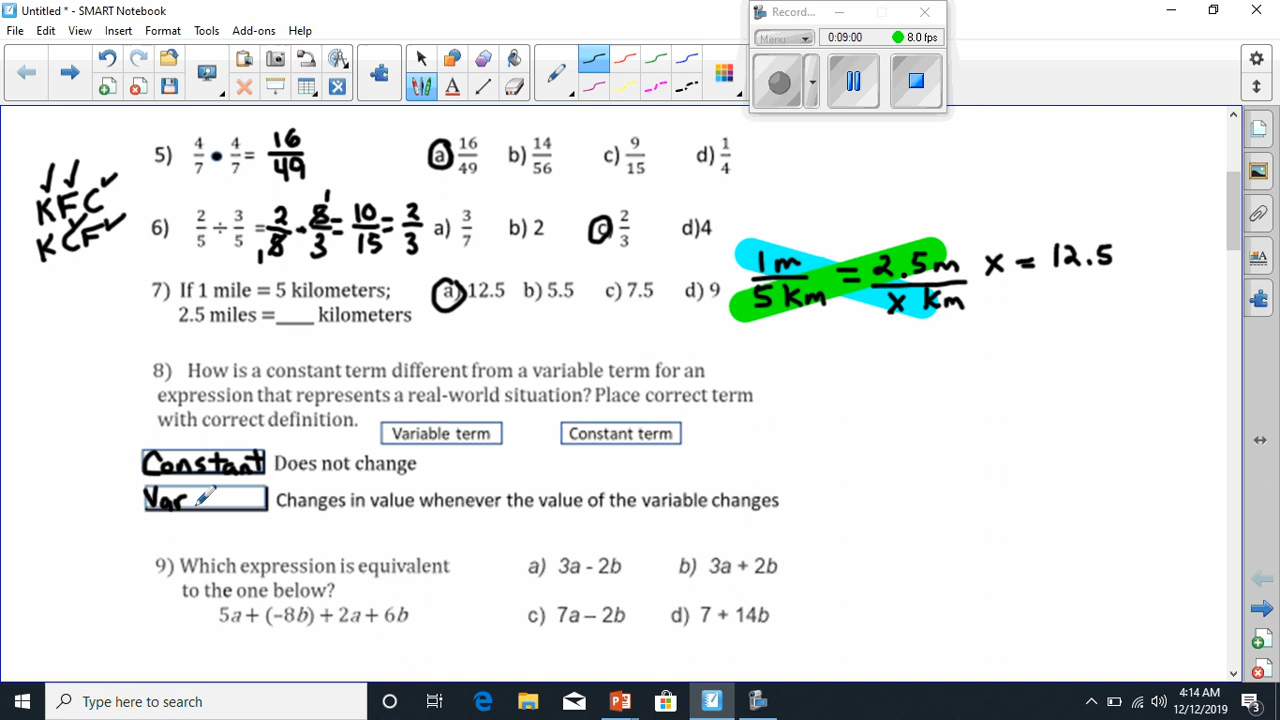 Untitled * - SMART Notebook
File Edit View Insert Format Tools Add-ons Help
Record...
Menu 0:09:00 8.0 fps
5) 4/7 • 4/7 = 16/49 a) 16/49 b) 14/56 c) 9/15 d) 1/4
KFC
KCF
6) 2/5 ÷ 3/5 = 2/5 · 5/3 = 10/15 = 2/3 a) 3/7 b) 2 c) 2/3 d)4
1 1
1m/5 Km = 2.5m/x Km x = 12.5
7) If 1 mile = 5 kilometers; a) 12.5 b) 5.5 c) 7.5 d) 9
2.5 miles =____ kilometers
8) How is a constant term different from a variable term for an
expression that represents a real-world situation? Place correct term
with correct definition.
Variable term Constant term
Constant Does not change
Var Changes in value whenever the value of the variable changes
9) Which expression is equivalent a) 3a - 2b b) 3a + 2b
to the one below?
5a + (-8b) + 2a + 6b c) 7a – 2b d) 7 + 14b
Type here to search
4:14 AM
12/12/2019
3